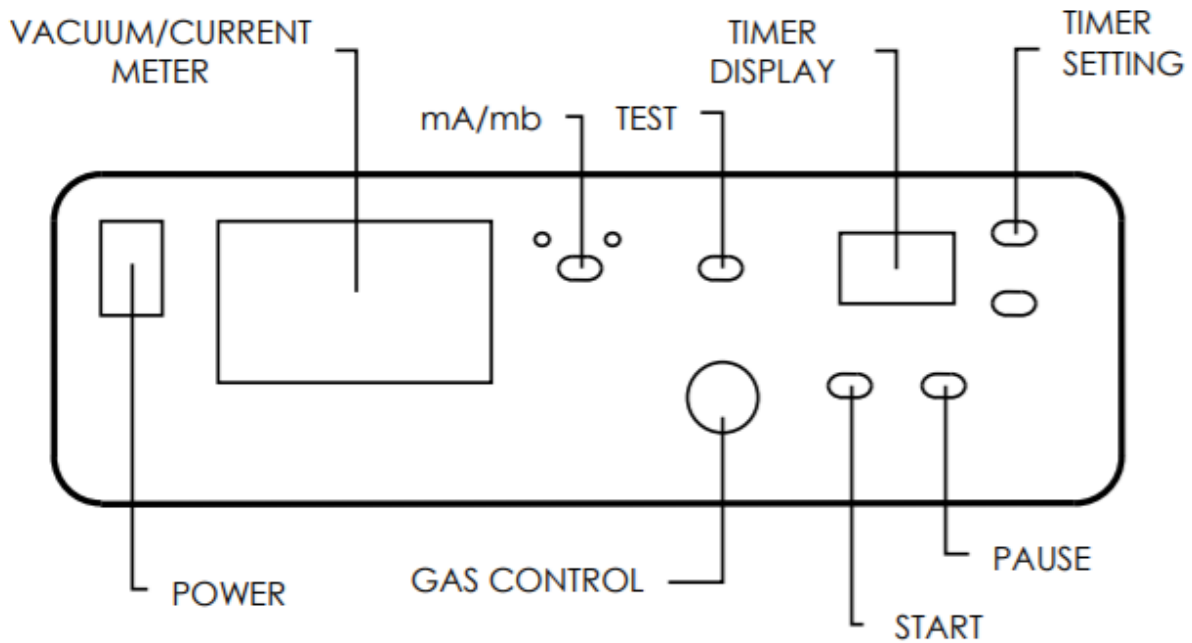 VACUUM/CURRENT
METER
mA/mb
TEST
TIMER
DISPLAY
TIMER
SETTING
POWER
GAS CONTROL
START
PAUSE